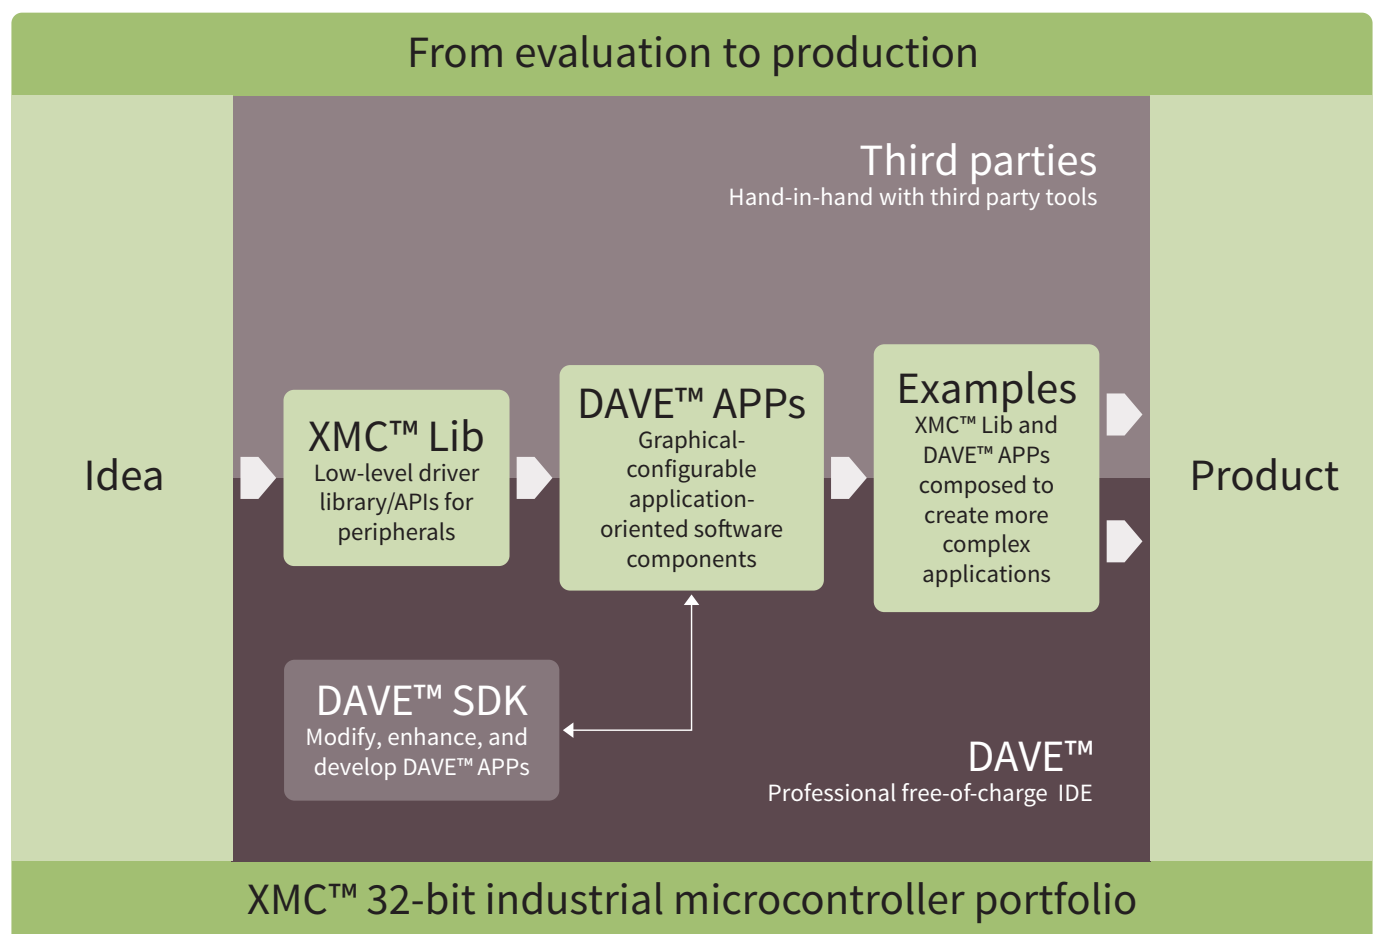 From evaluation to production
Third parties
Hand-in-hand with third party tools
Idea
XMC™ Lib
Low-level driver
library/APIs for
peripherals
DAVE™ APPs
Graphical-
configurable
application-
oriented software
components
Examples
XMC™ Lib and
DAVE™ APPs
composed to
create more
complex
applications
Product
DAVE™ SDK
Modify, enhance, and
develop DAVE™ APPs
DAVE™
Professional free-of-charge IDE
XMC™ 32-bit industrial microcontroller portfolio